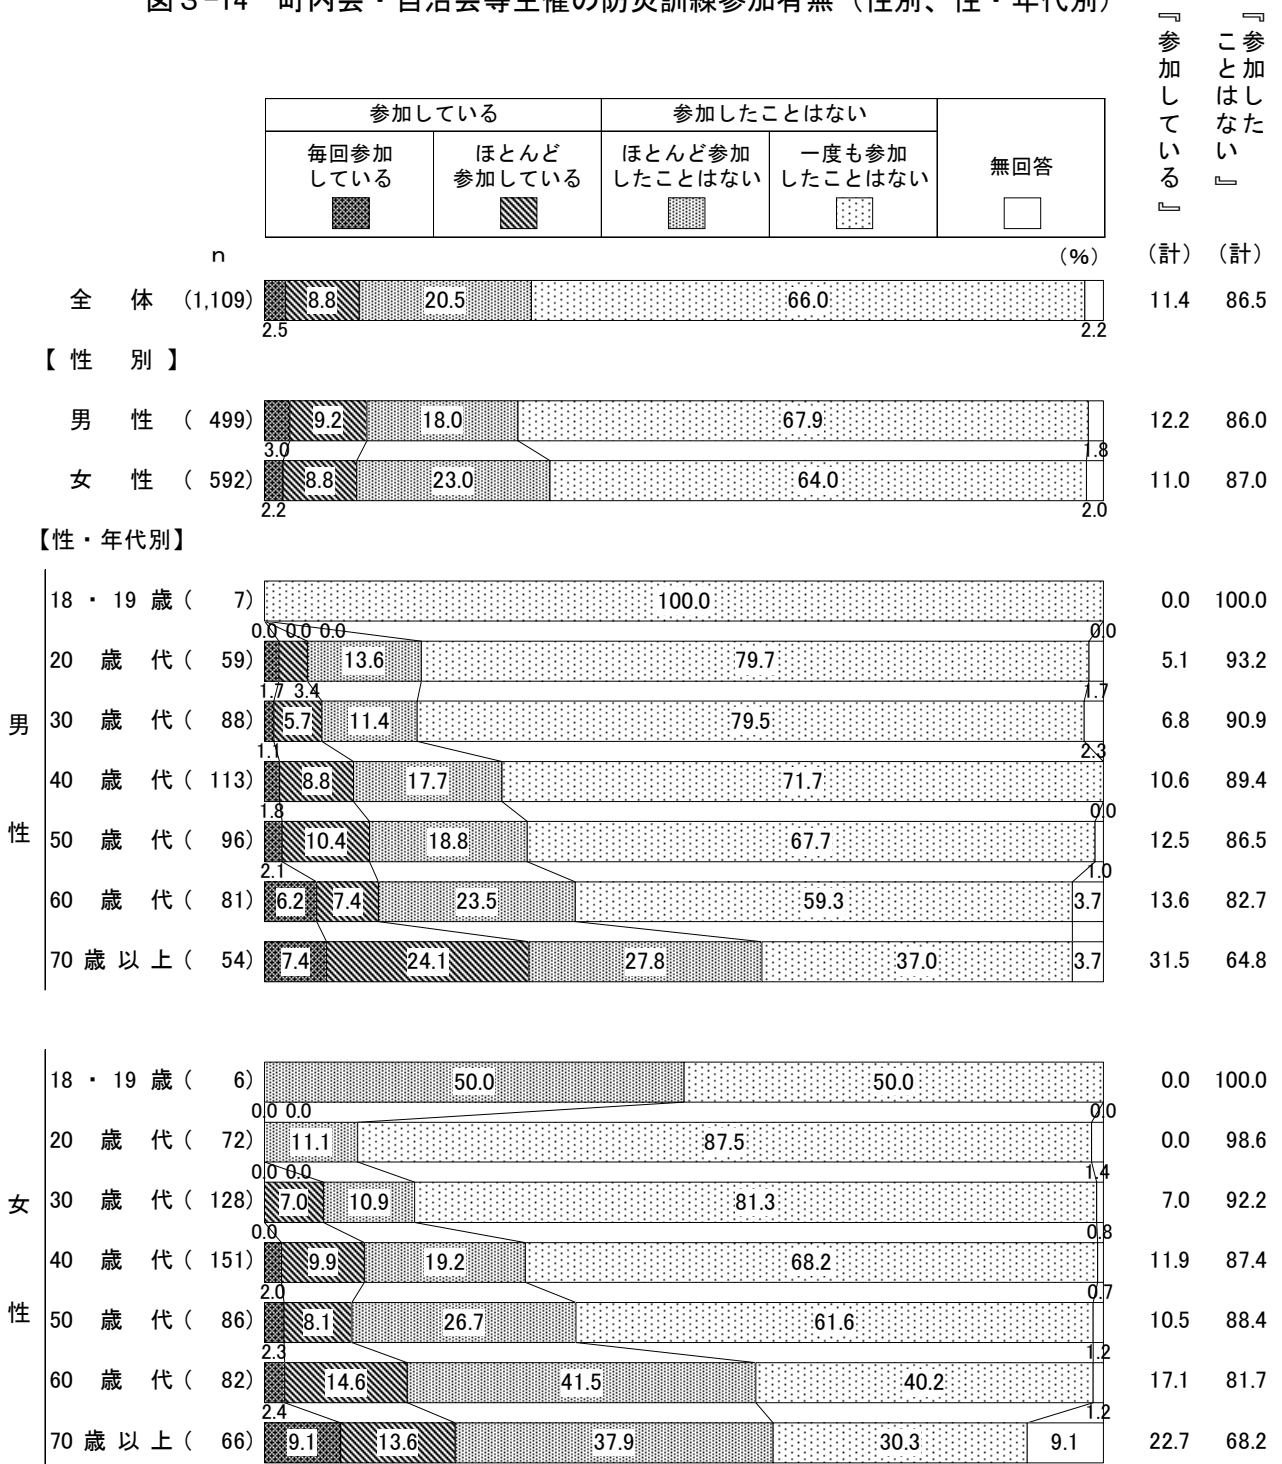 図３-14 町内会・自治会等主催の防災訓練参加有無（性別、性・年代別）
『参加している』
『参加したことはない』
参加している 参加したことはない
毎回参加している ほとんど参加している ほとんど参加したことはない 一度も参加したことはない 無回答
ｎ （％） （計） （計）
全 体 (1,109) 8.8 20.5 66.0 11.4 86.5
2.5 2.2
【 性 別 】
男 性 ( 499) 9.2 18.0 67.9 12.2 86.0
3.0 1.8
女 性 ( 592) 8.8 23.0 64.0 11.0 87.0
2.2 2.0
【性・年代別】
男性
18 ・ 19 歳 ( 7) 100.0 0.0 100.0
0.0 0.0 0.0 0.0
20 歳 代 ( 59) 13.6 79.7 5.1 93.2
1.7 3.4 1.7
30 歳 代 ( 88) 5.7 11.4 79.5 6.8 90.9
1.1 2.3
40 歳 代 ( 113) 8.8 17.7 71.7 10.6 89.4
1.8 0.0
50 歳 代 ( 96) 10.4 18.8 67.7 12.5 86.5
2.1 1.0
60 歳 代 ( 81) 6.2 7.4 23.5 59.3 3.7 13.6 82.7
70 歳 以 上 ( 54) 7.4 24.1 27.8 37.0 3.7 31.5 64.8
女性
18 ・ 19 歳 ( 6) 50.0 50.0 0.0 100.0
0.0 0.0 0.0
20 歳 代 ( 72) 11.1 87.5 0.0 98.6
0.0 0.0 1.4
30 歳 代 ( 128) 7.0 10.9 81.3 7.0 92.2
0.0 0.8
40 歳 代 ( 151) 9.9 19.2 68.2 11.9 87.4
2.0 0.7
50 歳 代 ( 86) 8.1 26.7 61.6 10.5 88.4
2.3 1.2
60 歳 代 ( 82) 14.6 41.5 40.2 17.1 81.7
2.4 1.2
70 歳 以 上 ( 66) 9.1 13.6 37.9 30.3 9.1 22.7 68.2